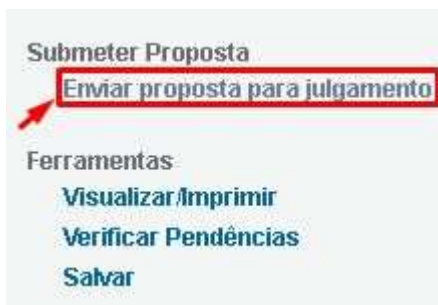 Submeter Proposta
Enviar proposta para julgamento
Ferramentas
Visualizar/Imprimir
Verificar Pendências
Salvar